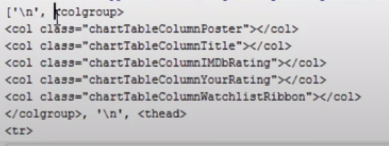 ['\n', <colgroup>
<col class="chartTableColumnPoster"></col>
<col class="chartTableColumnTitle"></col>
<col class="chartTableColumnIMDbRating"></col>
<col class="chartTableColumnYourRating"></col>
<col class="chartTableColumnWatchlistRibbon"></col>
</colgroup>, '\n', <thead>
<tr>